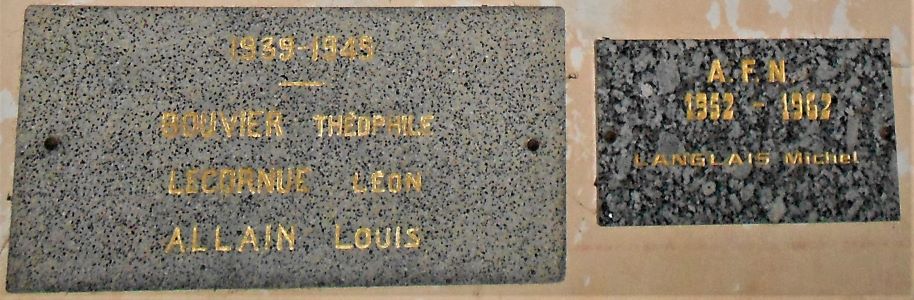 1939-1945
BOUVIER THÉOPHILE
LECORNUE LÉON
ALLAIN LOUIS
A.F.N.
1952 - 1962
LANGLAIS Michel